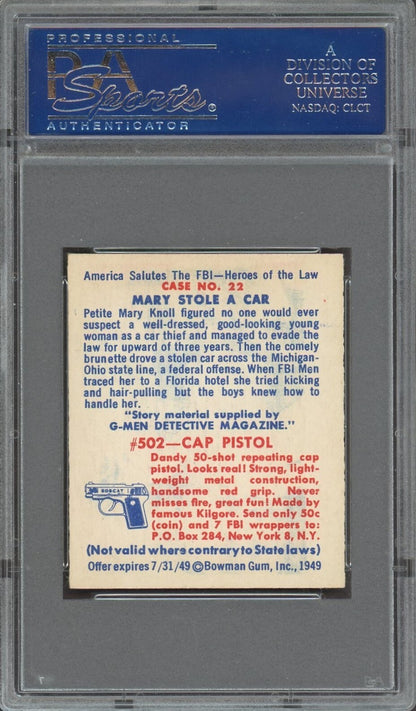 PROFESSIONAL
PSA
Sports®
AUTHENTICATOR
A
DIVISION OF
COLLECTORS
UNIVERSE
NASDAQ: CLCT
America Salutes The FBI—Heroes of the Law
CASE NO. 22
MARY STOLE A CAR
Petite Mary Knoll figured no one would ever
suspect a well-dressed, good-looking young
woman as a car thief and managed to evade the
law for upward of three years. Then the comely
brunette drove a stolen car across the Michigan-
Ohio state line, a federal offense. When FBI Men
traced her to a Florida hotel she tried kicking
and hair-pulling but the boys knew how to
handle her.
"Story material supplied by
G-MEN DETECTIVE MAGAZINE."
#502—CAP PISTOL
Dandy 50-shot repeating cap
pistol. Looks real! Strong, light-
weight metal construction,
handsome red grip. Never
misses fire, great fun! Made by
famous Kilgore. Send only 50c
(coin) and 7 FBI wrappers to:
P.O. Box 284, New York 8, N.Y.
BOBCAT
(Not valid where contrary to State laws)
Offer expires 7/31/49 ©Bowman Gum, Inc., 1949